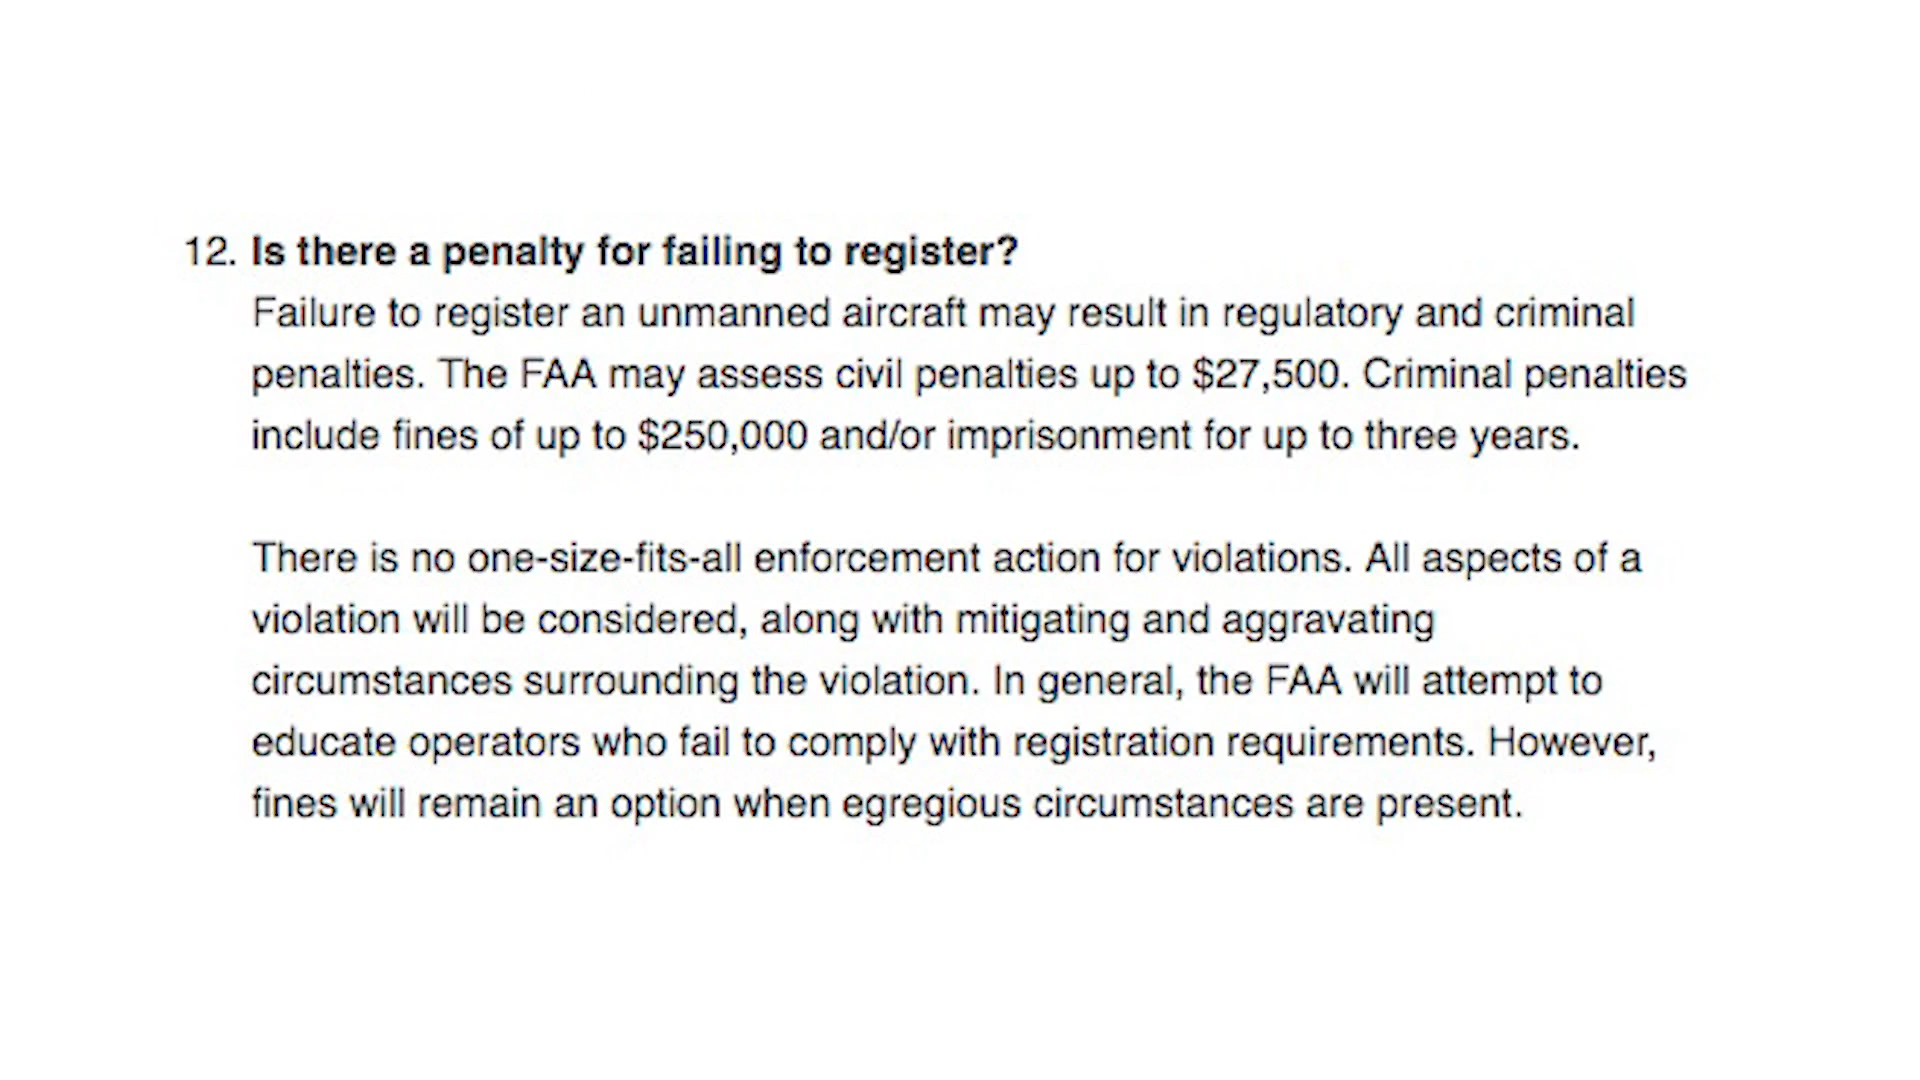 12. Is there a penalty for failing to register?
Failure to register an unmanned aircraft may result in regulatory and criminal
penalties. The FAA may assess civil penalties up to $27,500. Criminal penalties
include fines of up to $250,000 and/or imprisonment for up to three years.
There is no one-size-fits-all enforcement action for violations. All aspects of a
violation will be considered, along with mitigating and aggravating
circumstances surrounding the violation. In general, the FAA will attempt to
educate operators who fail to comply with registration requirements. However,
fines will remain an option when egregious circumstances are present.